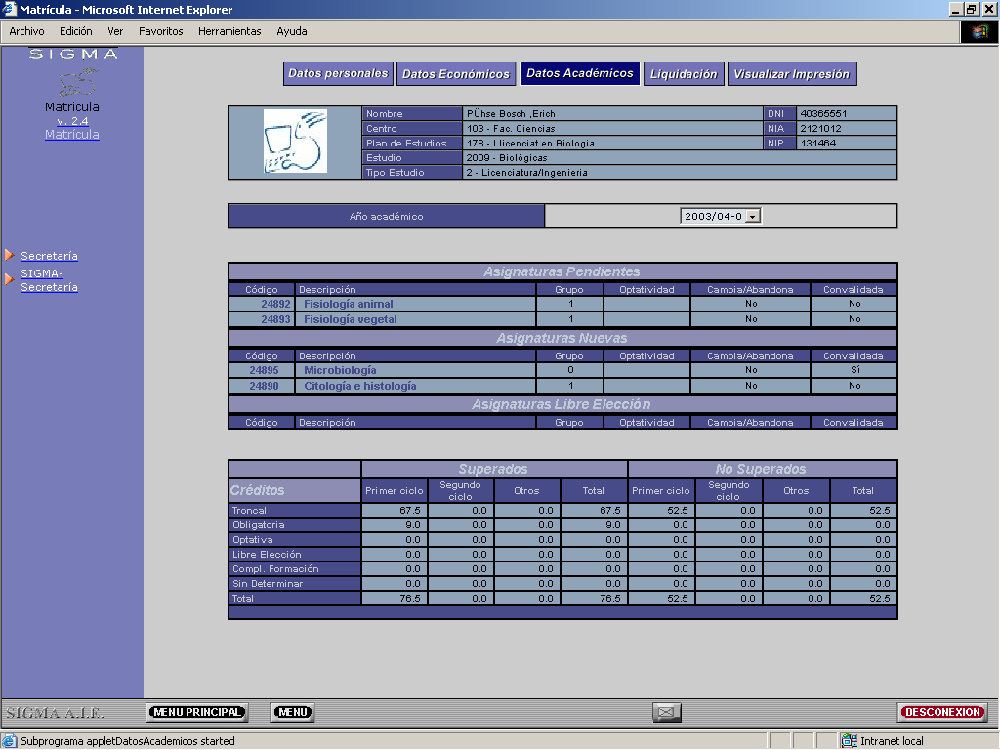 Matrícula - Microsoft Internet Explorer
Archivo Edición Ver Favoritos Herramientas Ayuda
SIGMA
Matricula
v. 2.4
Matrícula
Secretaría
SIGMA-
Secretaría
Datos personales Datos Económicos Datos Académicos Liquidación Visualizar Impresión
Nombre PÜhse Bosch ,Erich DNI 40365551
Centro 103 - Fac. Ciencias NIA 2121012
Plan de Estudios 178 - Llicenciat en Biologia NIP 131464
Estudio 2009 - Biológicas
Tipo Estudio 2 - Licenciatura/Ingenieria
Año académico 2003/04-0
Asignaturas Pendientes
Código Descripción Grupo Optatividad Cambia/Abandona Convalidada
24892 Fisiología animal 1 No No
24893 Fisiología vegetal 1 No No
Asignaturas Nuevas
Código Descripción Grupo Optatividad Cambia/Abandona Convalidada
24895 Microbiología 0 No Sí
24890 Citología e histología 1 No No
Asignaturas Libre Elección
Código Descripción Grupo Optatividad Cambia/Abandona Convalidada
Superados No Superados
Créditos Primer ciclo Segundo ciclo Otros Total Primer ciclo Segundo ciclo Otros Total
Troncal 67.5 0.0 0.0 67.5 52.5 0.0 0.0 52.5
Obligatoria 9.0 0.0 0.0 9.0 0.0 0.0 0.0 0.0
Optativa 0.0 0.0 0.0 0.0 0.0 0.0 0.0 0.0
Libre Elección 0.0 0.0 0.0 0.0 0.0 0.0 0.0 0.0
Compl. Formación 0.0 0.0 0.0 0.0 0.0 0.0 0.0 0.0
Sin Determinar 0.0 0.0 0.0 0.0 0.0 0.0 0.0 0.0
Total 76.5 0.0 0.0 76.5 52.5 0.0 0.0 52.5
SIGMA A.I.E. MENU PRINCIPAL MENU DESCONEXION
Subprograma appletDatosAcademicos started Intranet local